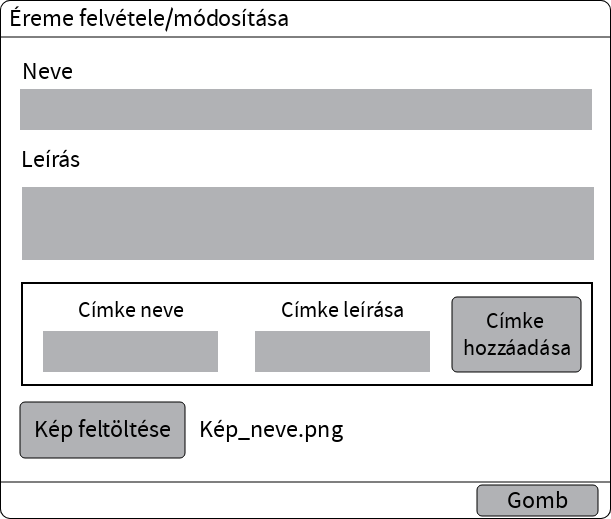 Éreme felvétele/módosítása
Neve
Leírás
Címke neve
Címke leírása
Címke
hozzáadása
Kép feltöltése
Kép_neve.png
Gomb